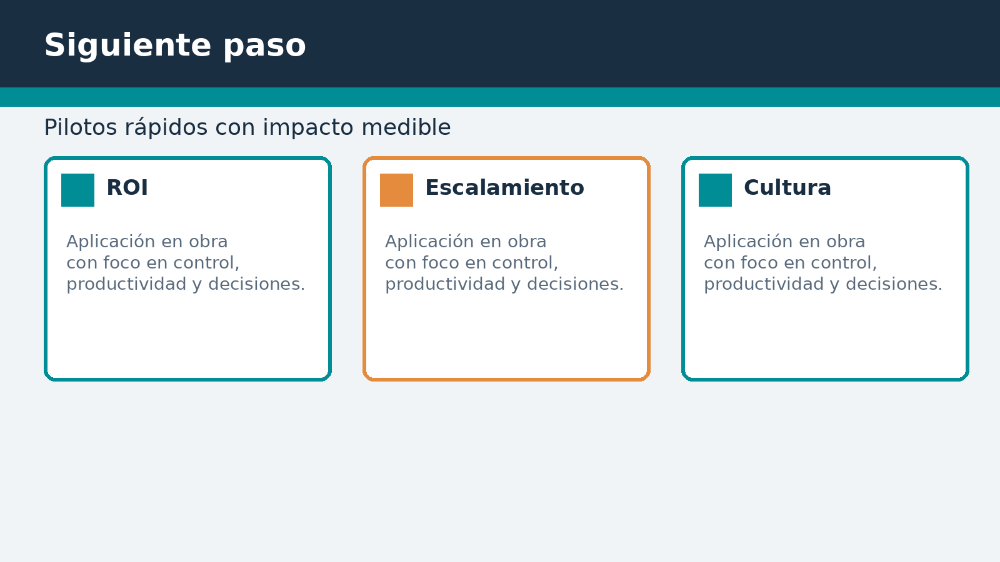 Siguiente paso
Pilotos rápidos con impacto medible
ROI
Aplicación en obra
con foco en control,
productividad y decisiones.
Escalamiento
Aplicación en obra
con foco en control,
productividad y decisiones.
Cultura
Aplicación en obra
con foco en control,
productividad y decisiones.